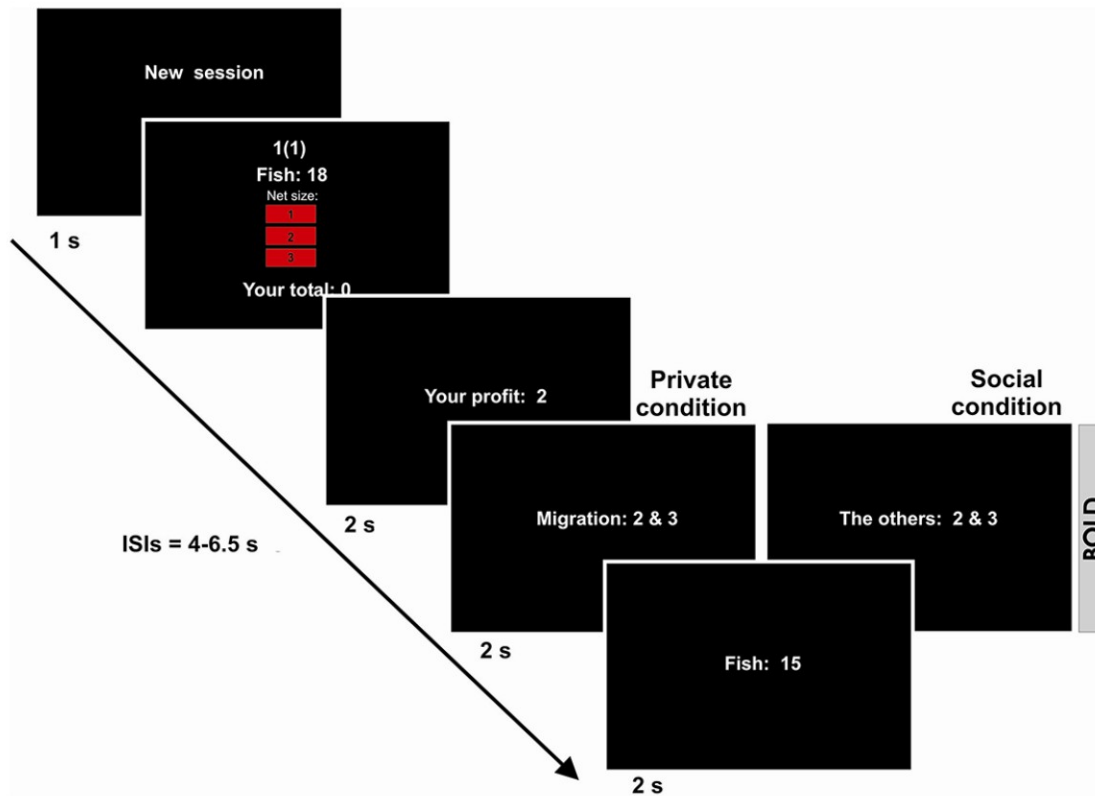 New session
1(1)
Fish: 18
Net size:
1
2
3
Your total: 0
1 s
Your profit: 2
2 s
Private
condition
Social
condition
Migration: 2 & 3
The others: 2 & 3
BOLD
ISIs = 4-6.5 s
2 s
Fish: 15
2 s